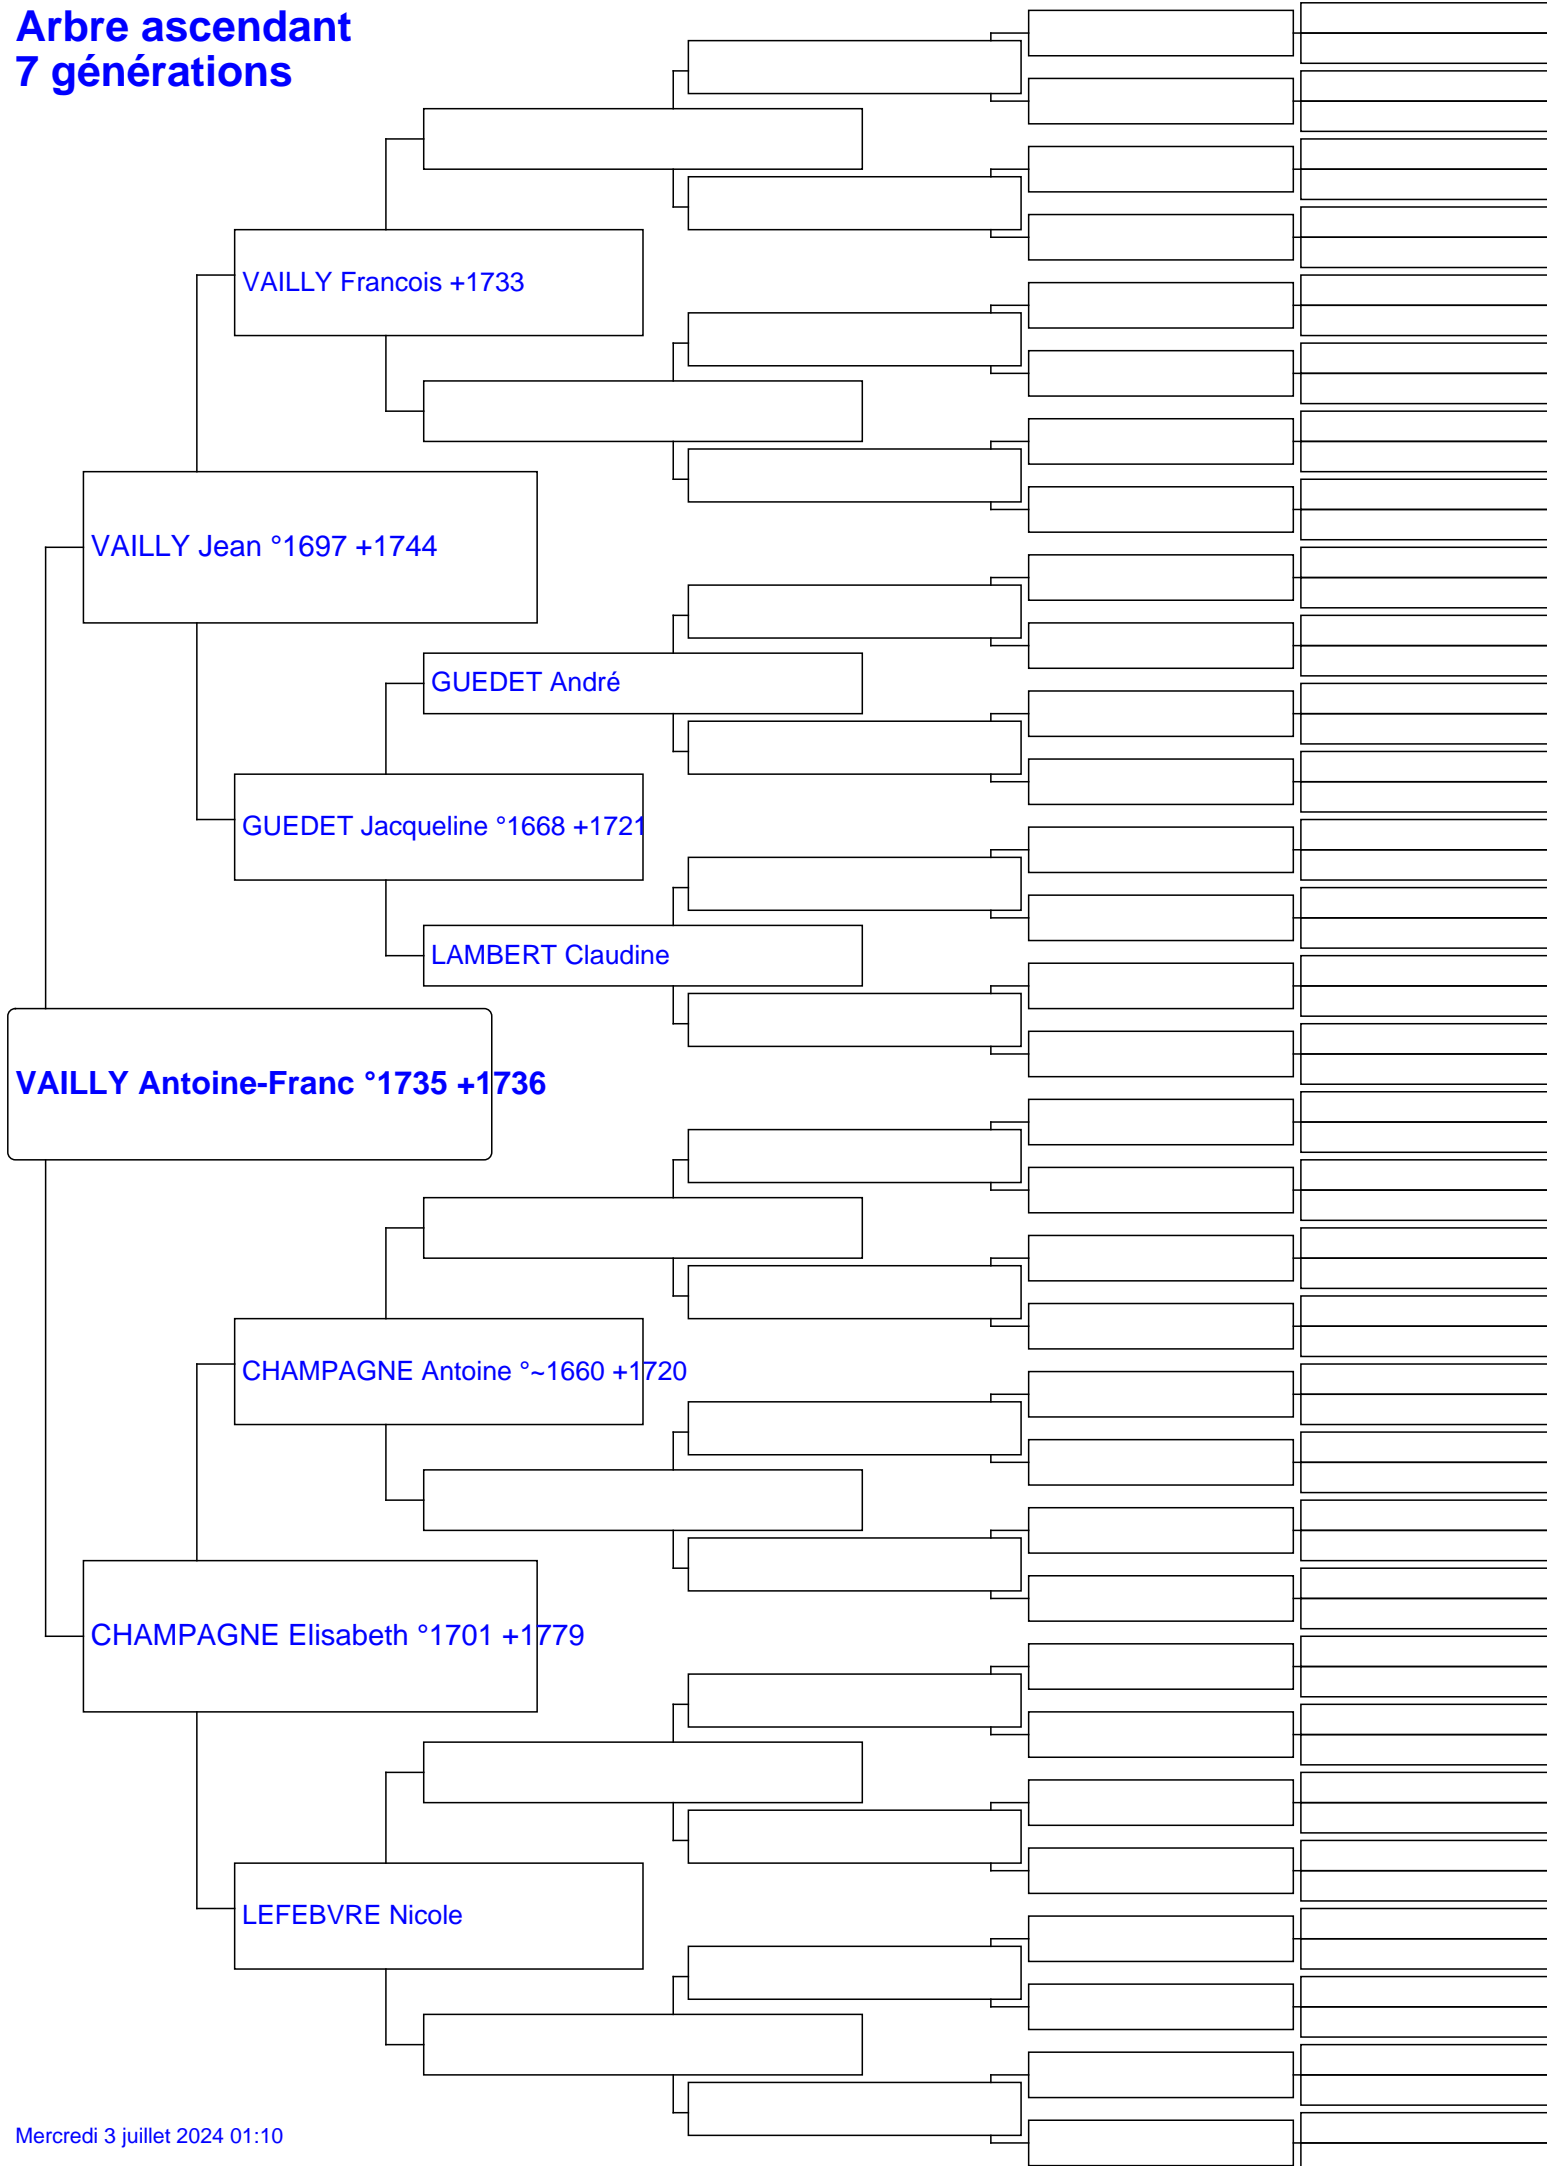 Arbre ascendant
7 générations
VAILLY Francois +1733
VAILLY Jean °1697 +1744
GUEDET André
GUEDET Jacqueline °1668 +1721
LAMBERT Claudine
VAILLY Antoine-Franc °1735 +1736
CHAMPAGNE Antoine °~1660 +1720
CHAMPAGNE Elisabeth °1701 +1779
LEFEBVRE Nicole
Mercredi 3 juillet 2024 01:10